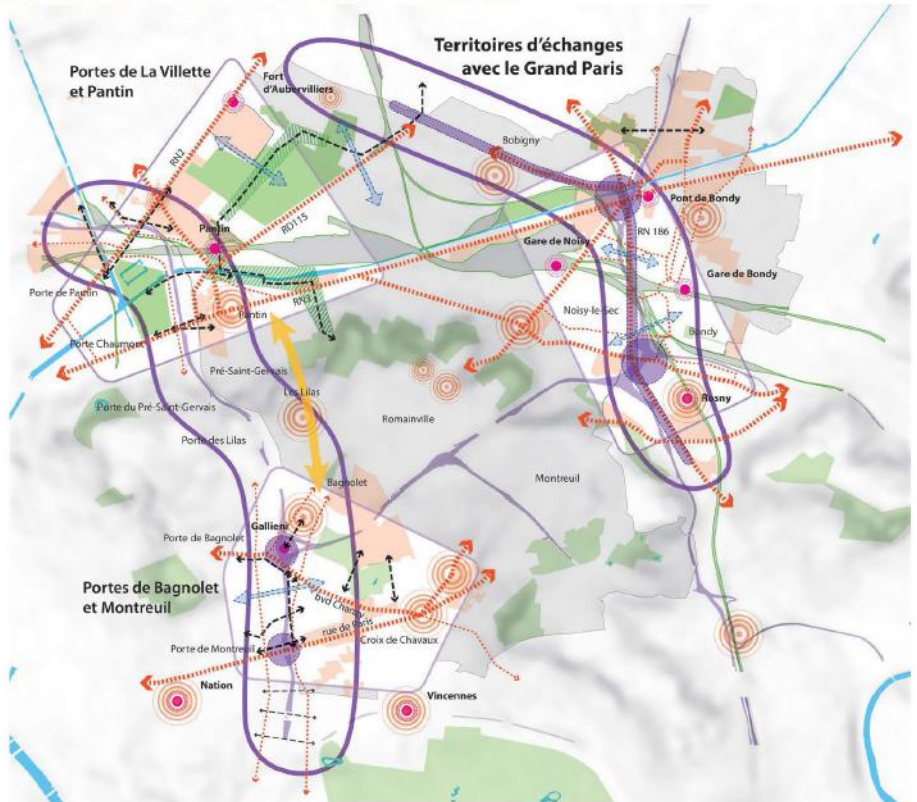 Portes de La Villette
et Pantin
Fort
d'Aubervilliers
Territoires d'échanges
avec le Grand Paris
Bobigny
RN2
RD115
Pantin
Pont de Bondy
RN 186
Gare de Noisy
Gare de Bondy
Porte de Pantin
RN3
Pantin
Noisy-le-Sec
Bondy
Porte Chaumont
Pré-Saint-Gervais
Les Lilas
Rosny
Porte du Pré-Saint-Gervais
Romainville
Porte des Lilas
Bagnolet
Montreuil
Gallieni
Porte de Bagnolet
Portes de Bagnolet
et Montreuil
bvd Chanzy
rue de Paris
Croix de Chavaux
Porte de Montreuil
Nation
Vincennes